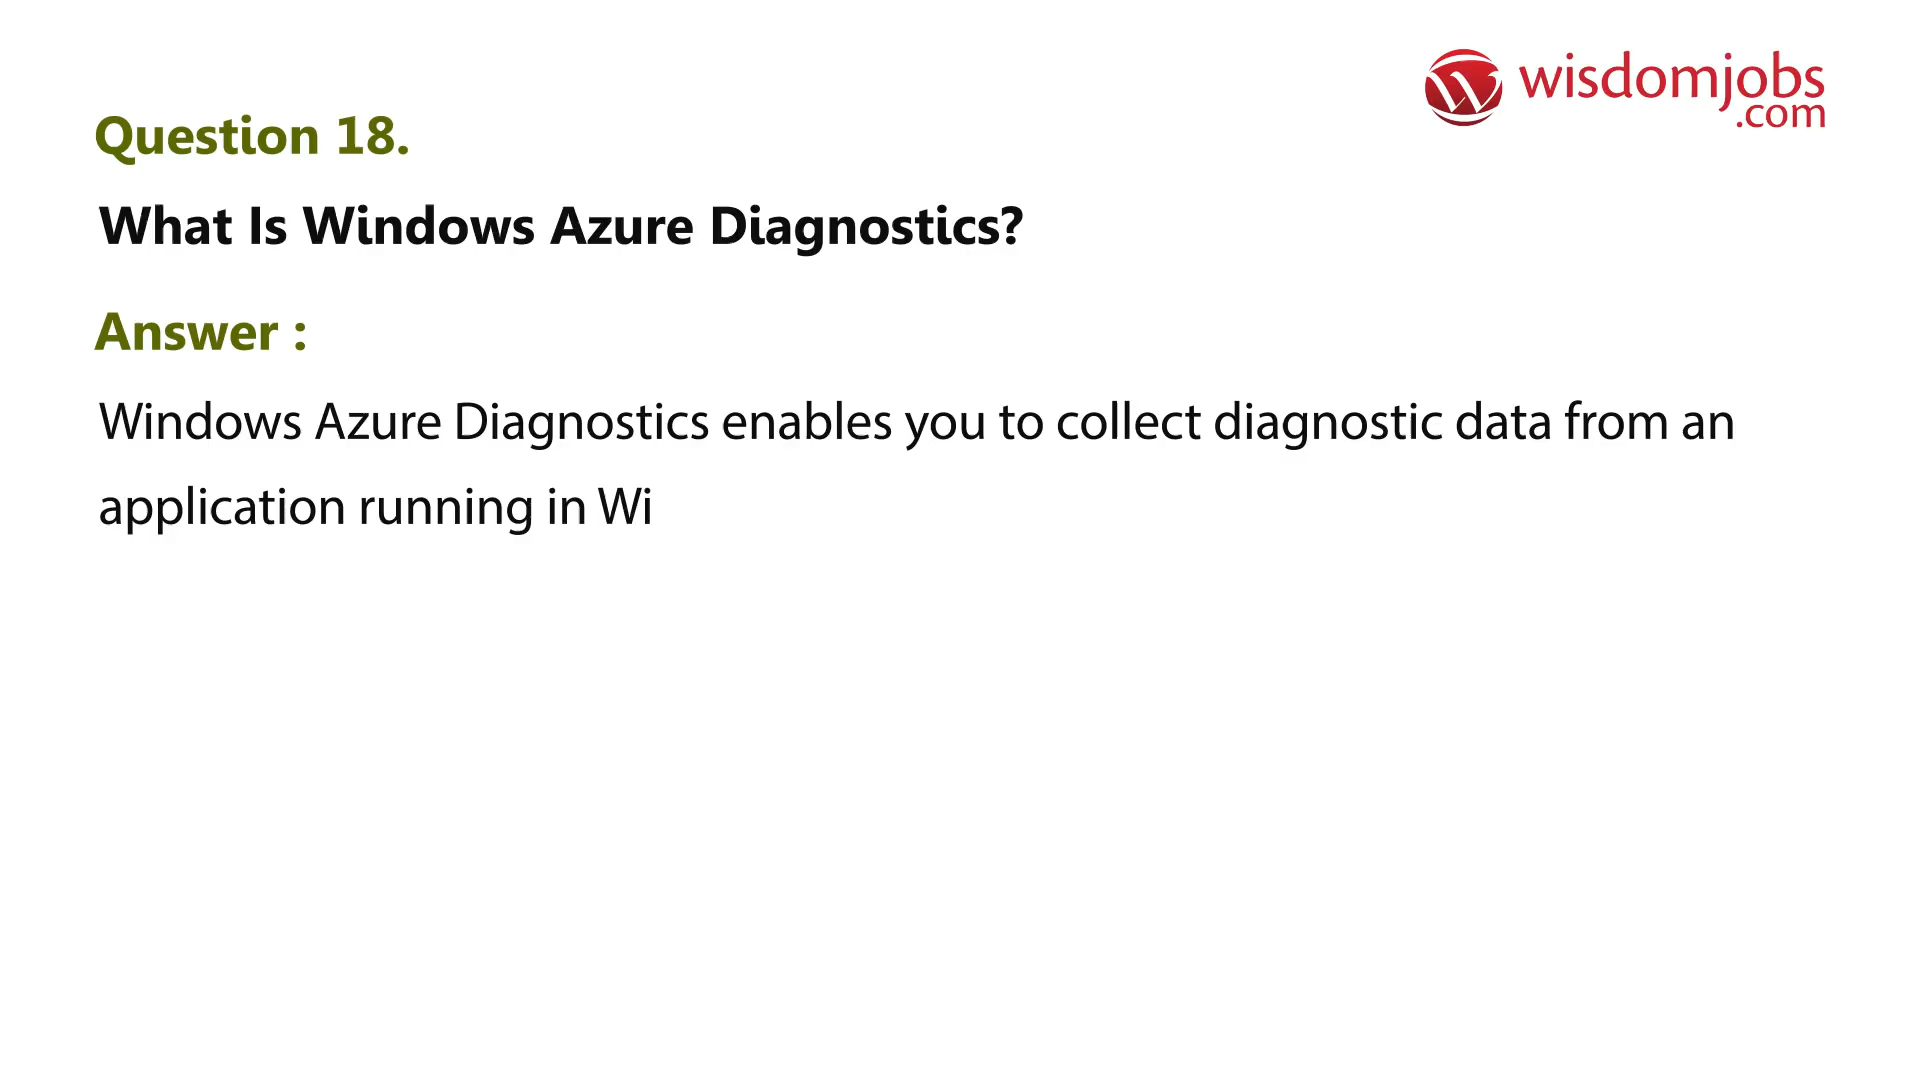 wisdomjobs
.com
Question 18.
What Is Windows Azure Diagnostics?
Answer :
Windows Azure Diagnostics enables you to collect diagnostic data from an
application running in Wi